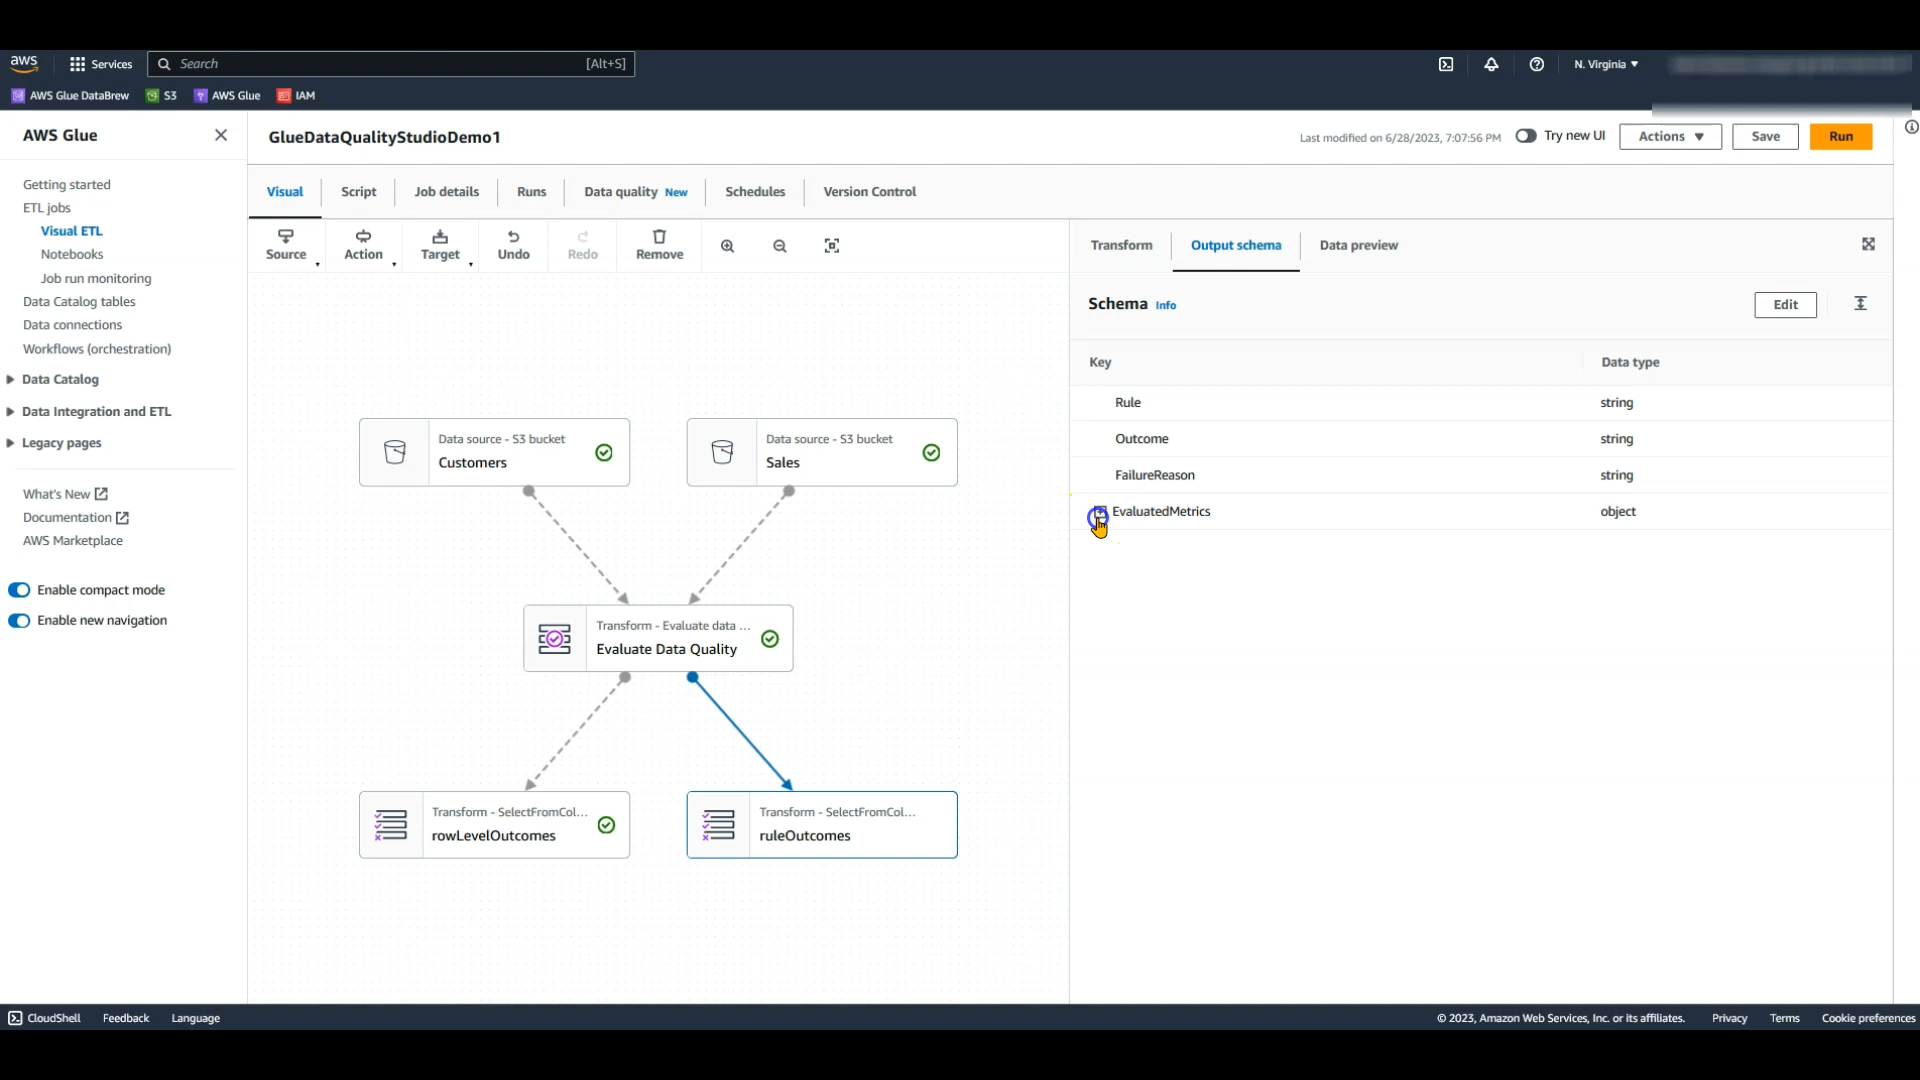 aws
Services
Search
[Alt+S]
N. Virginia ▼
AWS Glue DataBrew
S3
AWS Glue
IAM
AWS Glue
GlueDataQualityStudioDemo1
Last modified on 6/28/2023, 7:07:56 PM
Try new UI
Actions ▼
Save
Run
Getting started
ETL jobs
Visual ETL
Notebooks
Job run monitoring
Data Catalog tables
Data connections
Workflows (orchestration)
Data Catalog
Data Integration and ETL
Legacy pages
What's New
Documentation
AWS Marketplace
Enable compact mode
Enable new navigation
Visual
Script
Job details
Runs
Data quality New
Schedules
Version Control
Source
Action
Target
Undo
Redo
Remove
Data source - S3 bucket
Customers
Data source - S3 bucket
Sales
Transform - Evaluate data ...
Evaluate Data Quality
Transform - SelectFromCol...
rowLevelOutcomes
Transform - SelectFromCol...
ruleOutcomes
Transform
Output schema
Data preview
Schema Info
Edit
Key
Data type
Rule
string
Outcome
string
FailureReason
string
EvaluatedMetrics
object
CloudShell
Feedback
Language
© 2023, Amazon Web Services, Inc. or its affiliates.
Privacy
Terms
Cookie preferences